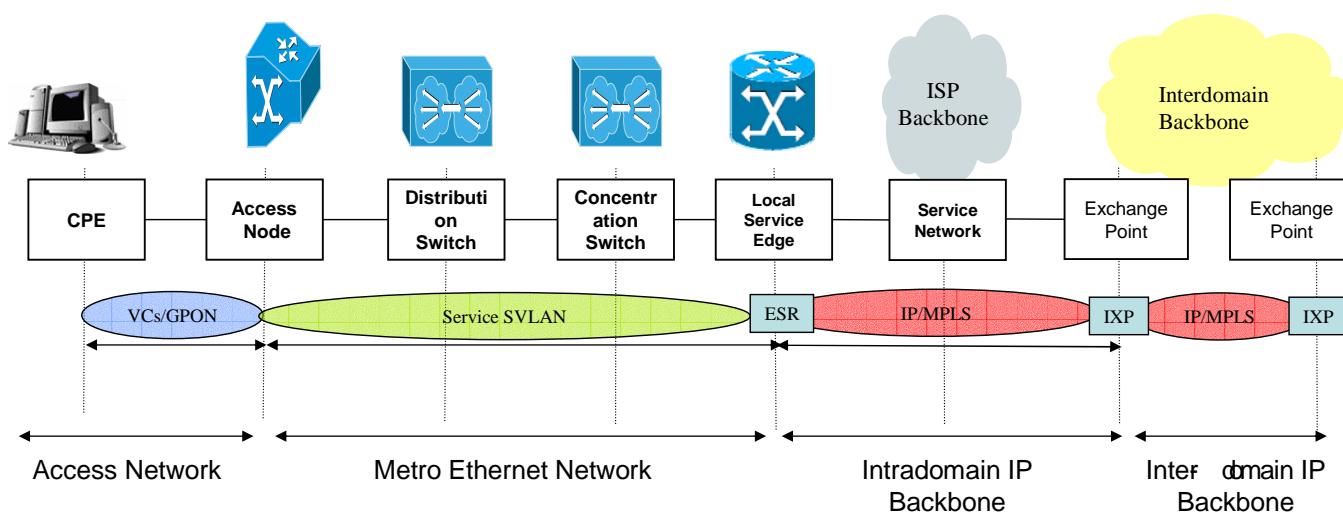 ISP
Backbone
Interdomain
Backbone
CPE
Access
Node
Distributi
on
Switch
Concentr
ation
Switch
Local
Service
Edge
Service
Network
Exchange
Point
Exchange
Point
VCs/GPON
Service SVLAN
ESR
IP/MPLS
IXP
IP/MPLS
IXP
Access Network
Metro Ethernet Network
Intradomain IP
Backbone
Inter-domain IP
Backbone